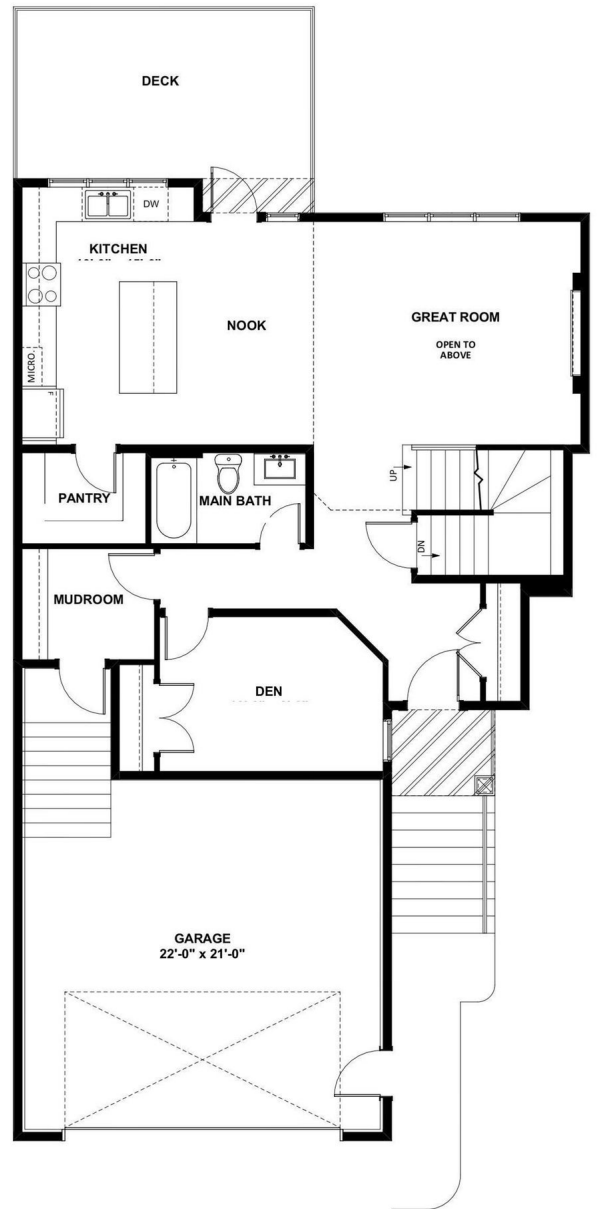 DECK
DW
KITCHEN
NOOK
GREAT ROOM
OPEN TO
ABOVE
MICRO.
F
UP
PANTRY
MAIN BATH
DN
MUDROOM
DEN
GARAGE
22'-0" x 21'-0"